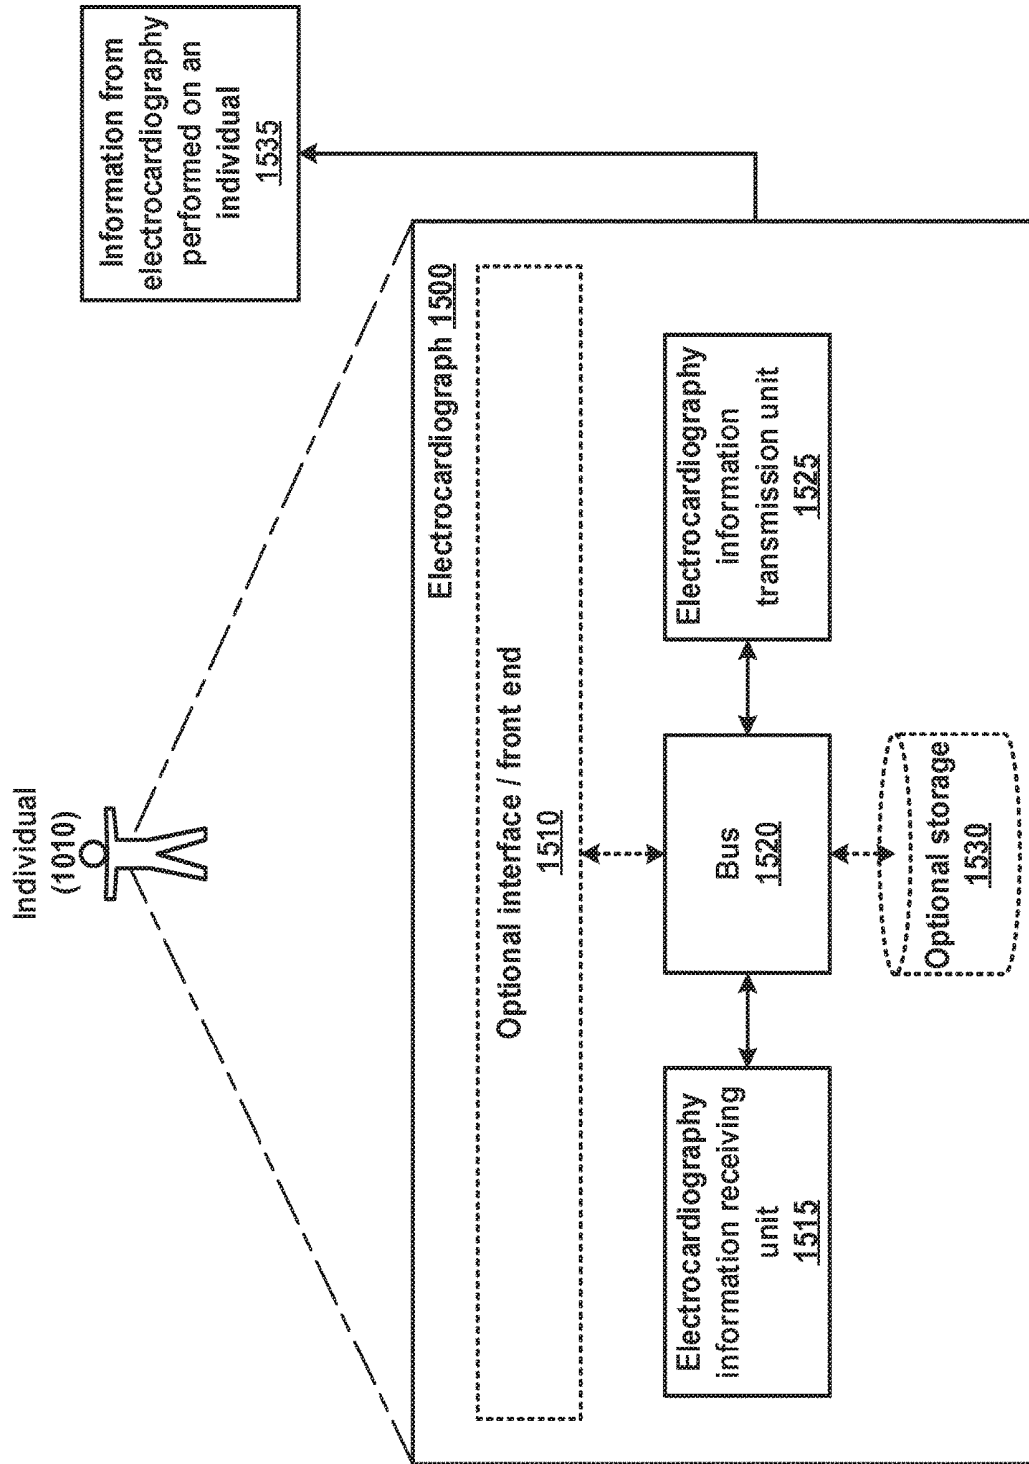 Individual
(1010)
Information from
electrocardiography
performed on an
individual
1535
Electrocardiograph 1500
Optional interface / front end
1510
Electrocardiography
information receiving
unit
1515
Bus
1520
Electrocardiography
information
transmission unit
1525
Optional storage
1530